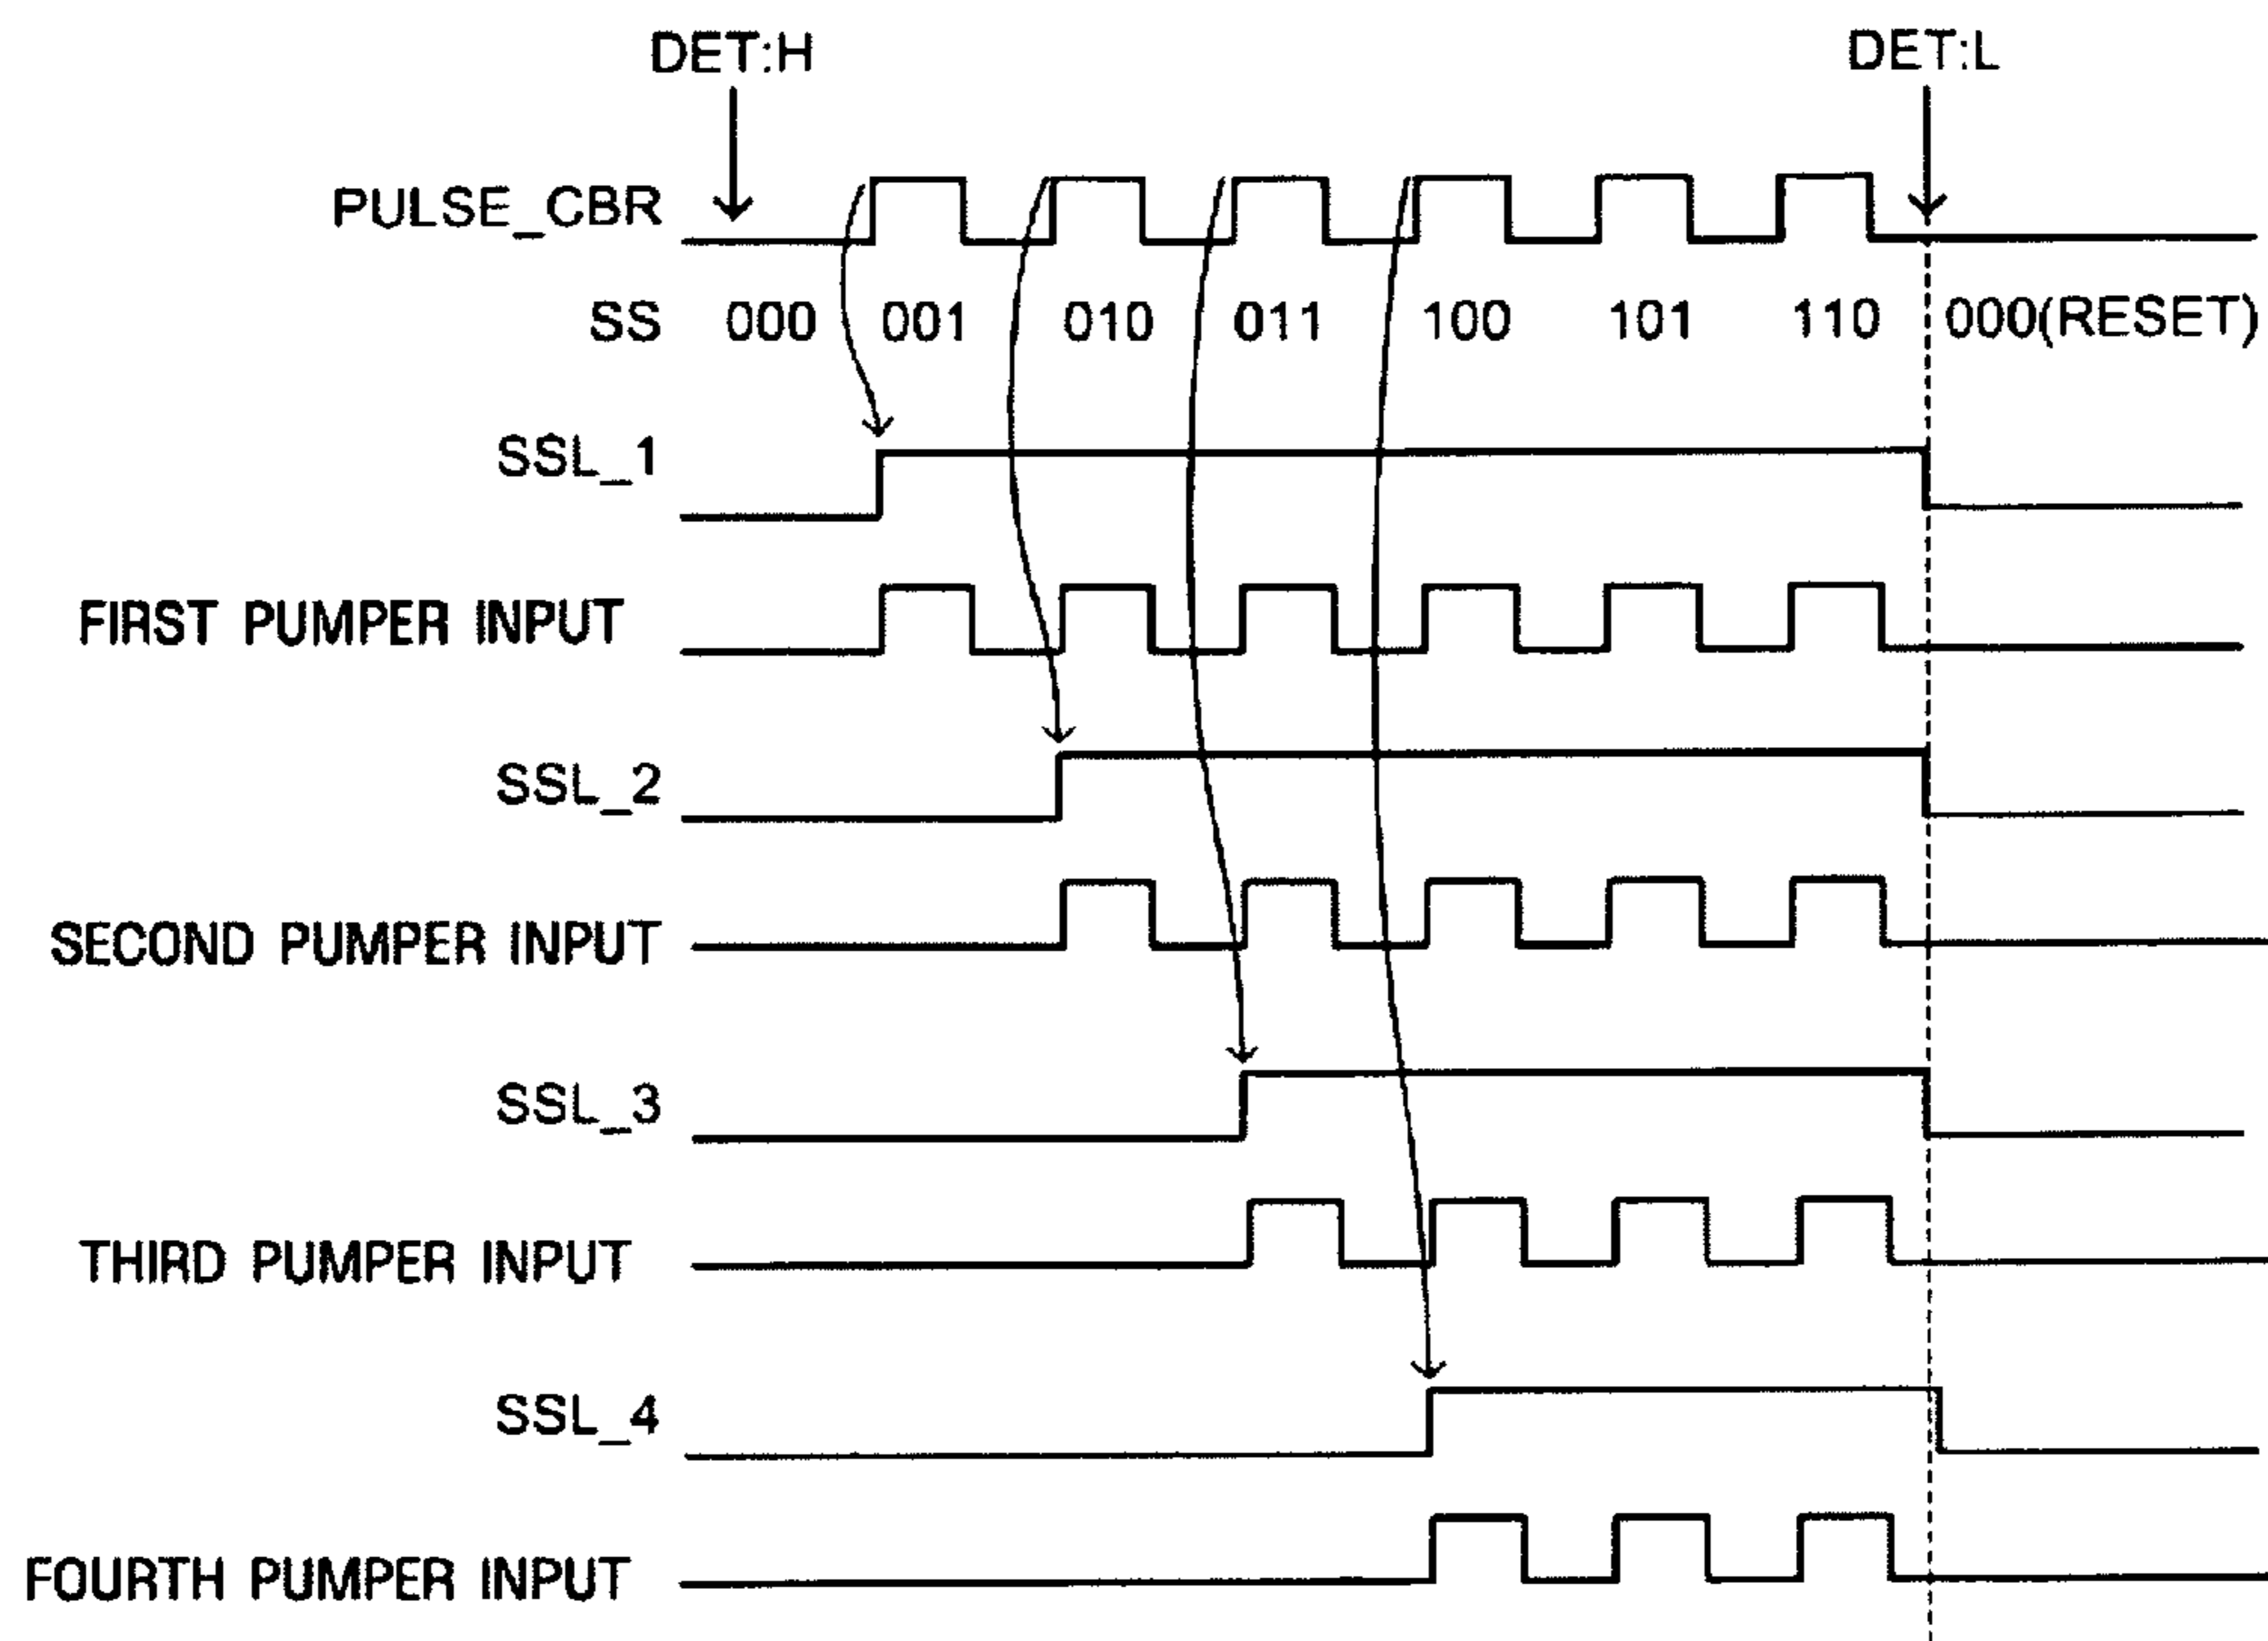 DET:H DET:L
PULSE_CBR
SS 000 001 010 011 100 101 110 000(RESET)
SSL_1
FIRST PUMPER INPUT
SSL_2
SECOND PUMPER INPUT
SSL_3
THIRD PUMPER INPUT
SSL_4
FOURTH PUMPER INPUT